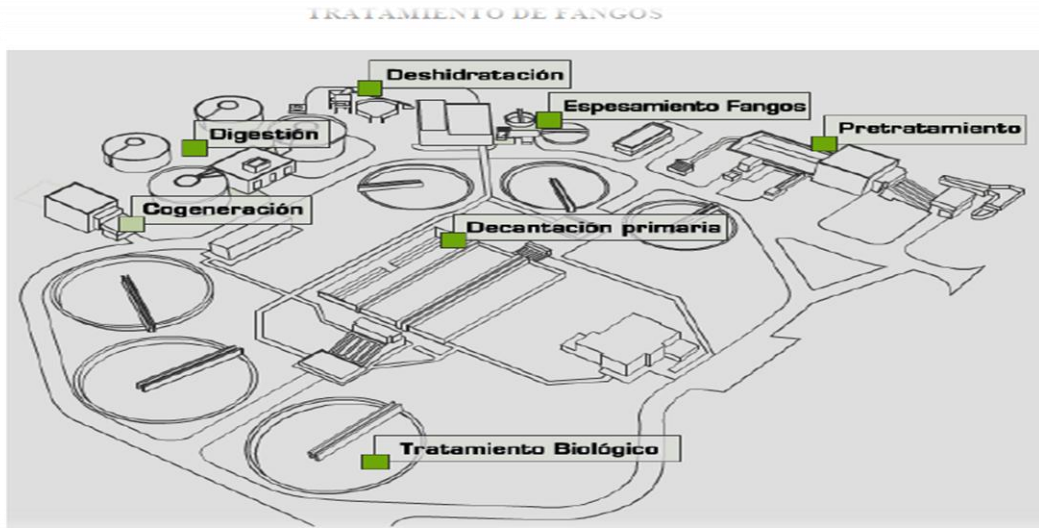 TRATAMIENTO DE FANGOS
Deshidratación
Espesamiento Fangos
Digestión
Pretratamiento
Cogeneración
Decantación primaria
Tratamiento Biológico